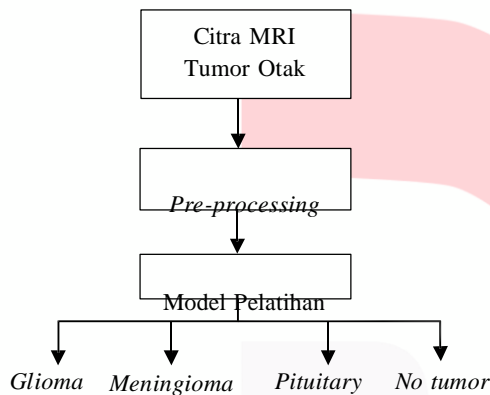 Citra MRI
Tumor Otak
Pre-processing
Model Pelatihan
Glioma Meningioma Pituitary No tumor